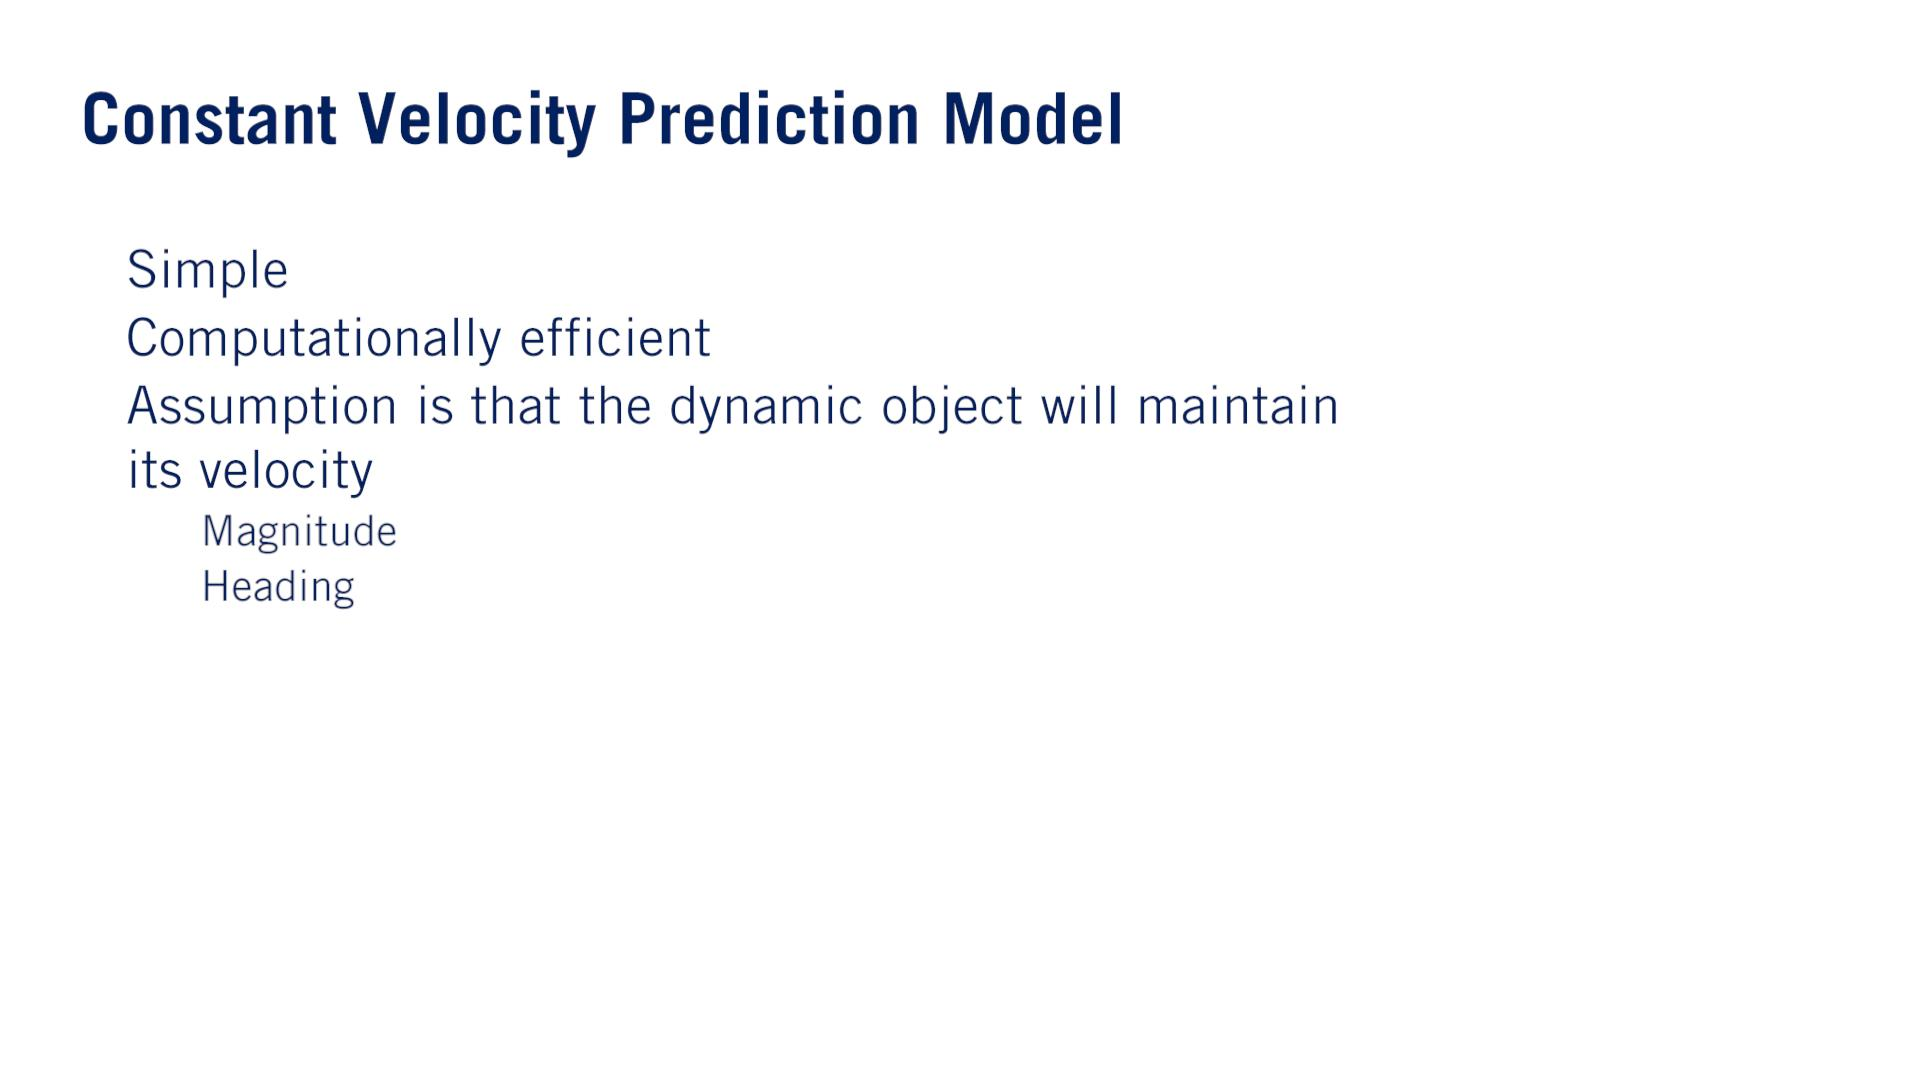 Constant Velocity Prediction Model
Simple
Computationally efficient
Assumption is that the dynamic object will maintain
its velocity
Magnitude
Heading